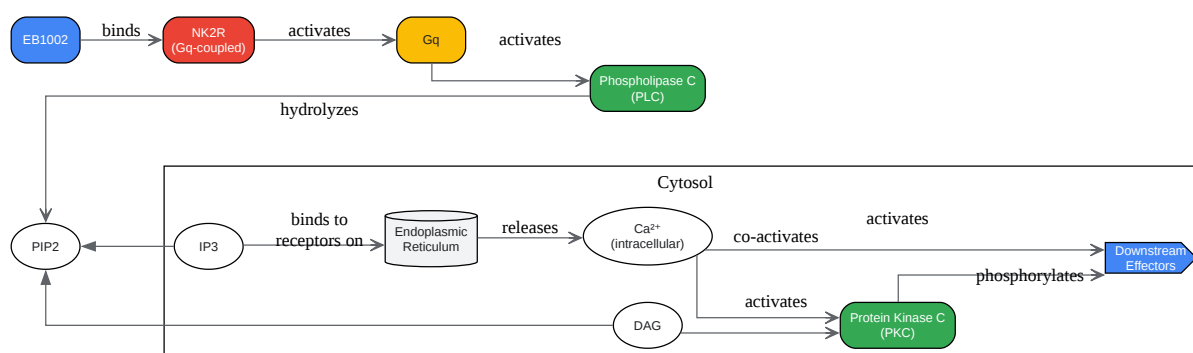 EB1002
binds
NK2R
(Gq-coupled)
activates
Gq
activates
Phospholipase C
(PLC)
hydrolyzes
Cytosol
PIP2
IP3
binds to
receptors on
Endoplasmic
Reticulum
releases
Ca²⁺
(intracellular)
activates
co-activates
Downstream
Effectors
phosphorylates
activates
DAG
Protein Kinase C
(PKC)